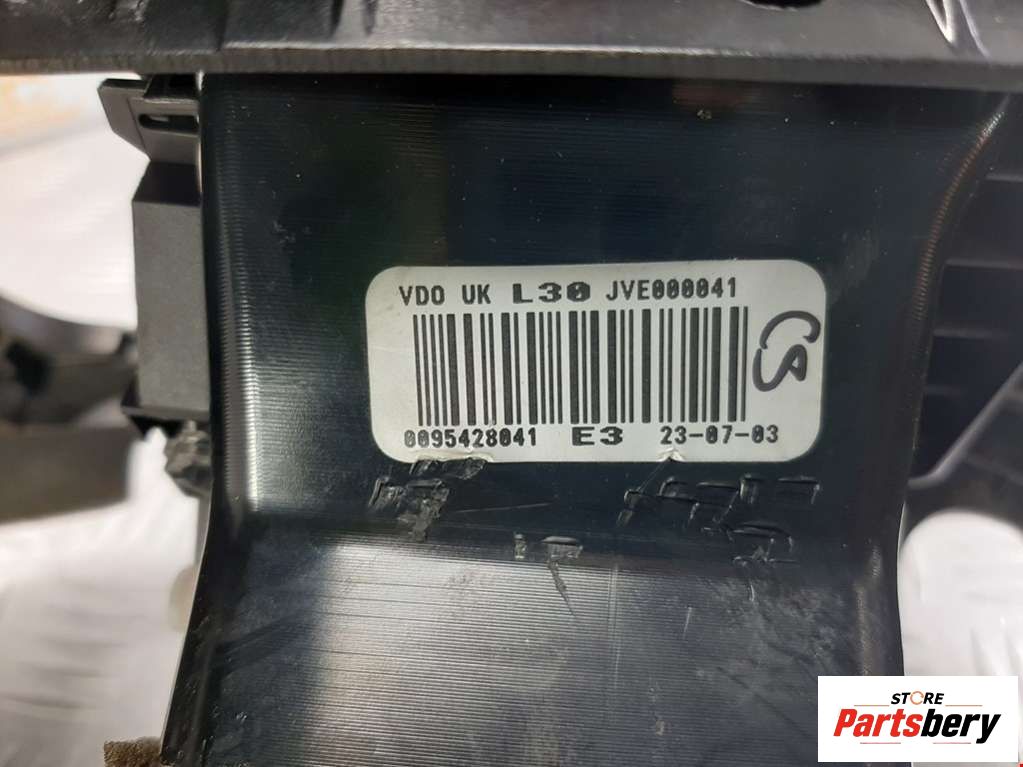 VDO UK L30 JVE000041
0095428041 E3 23-07-03
STORE
Partsbery